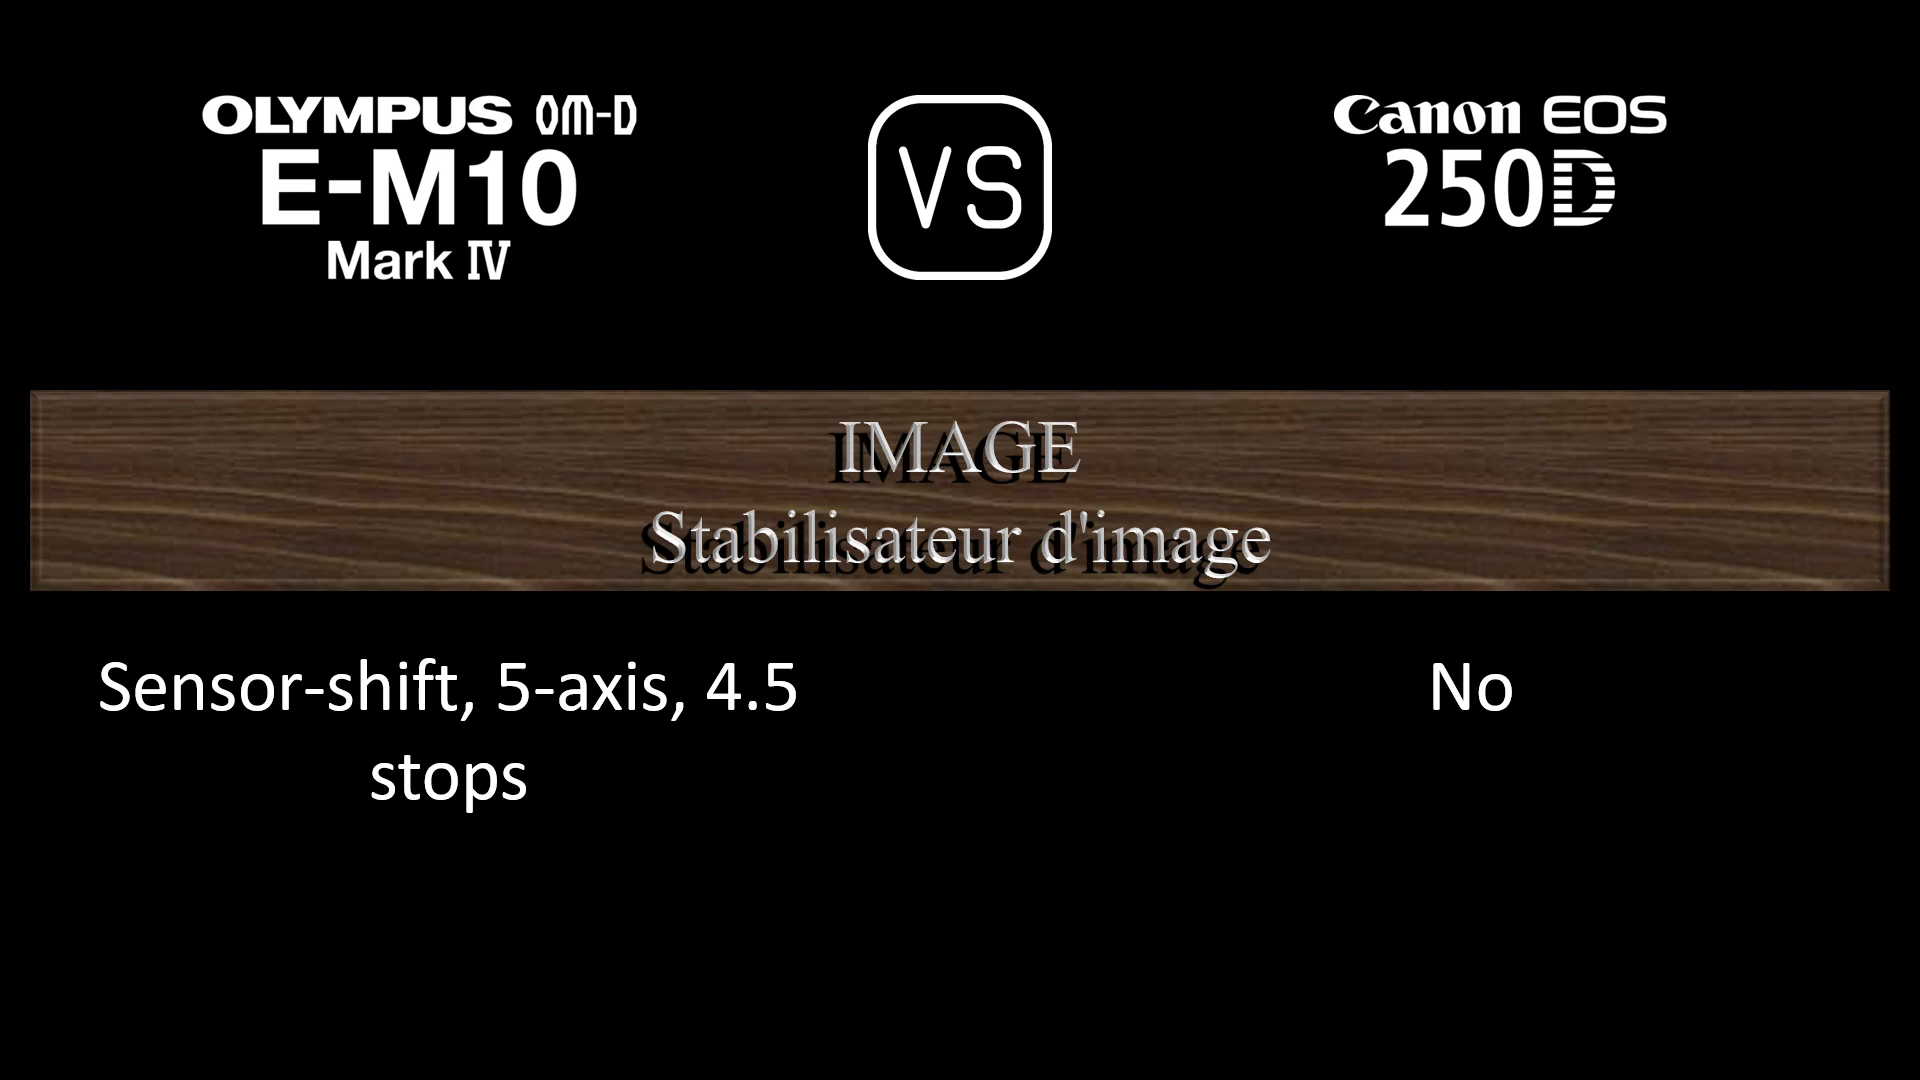 OLYMPUS OM-D
E-M10
Mark IV
VS
Canon EOS
250D
IMAGE
Stabilisateur d'image
Sensor-shift, 5-axis, 4.5
stops
No